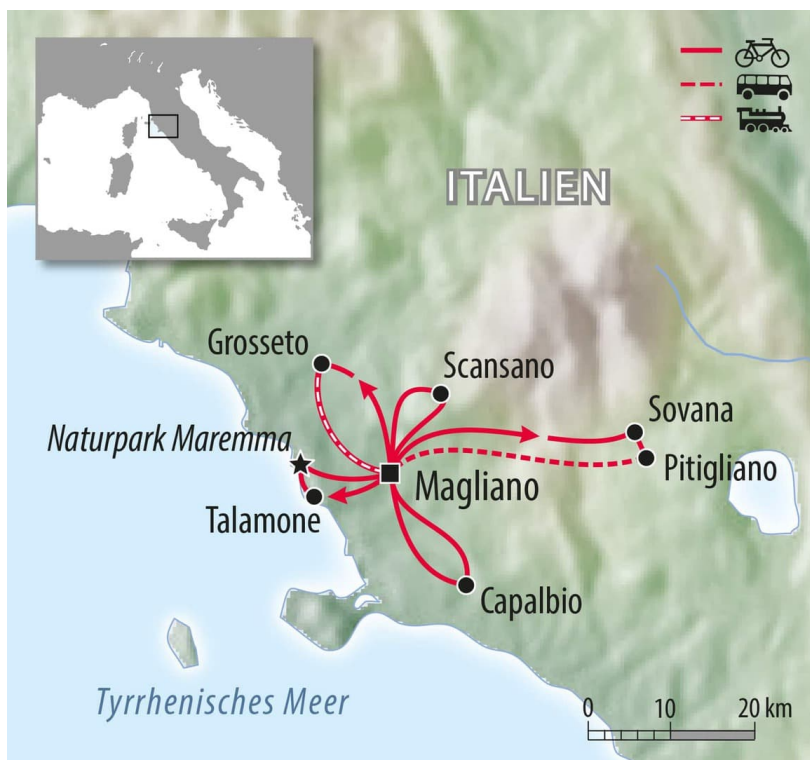 ITALIEN
Grosseto
Scansano
Sovana
Naturpark Maremma
Pitigliano
Magliano
Talamone
Capalbio
Tyrrhenisches Meer
0 10 20 km